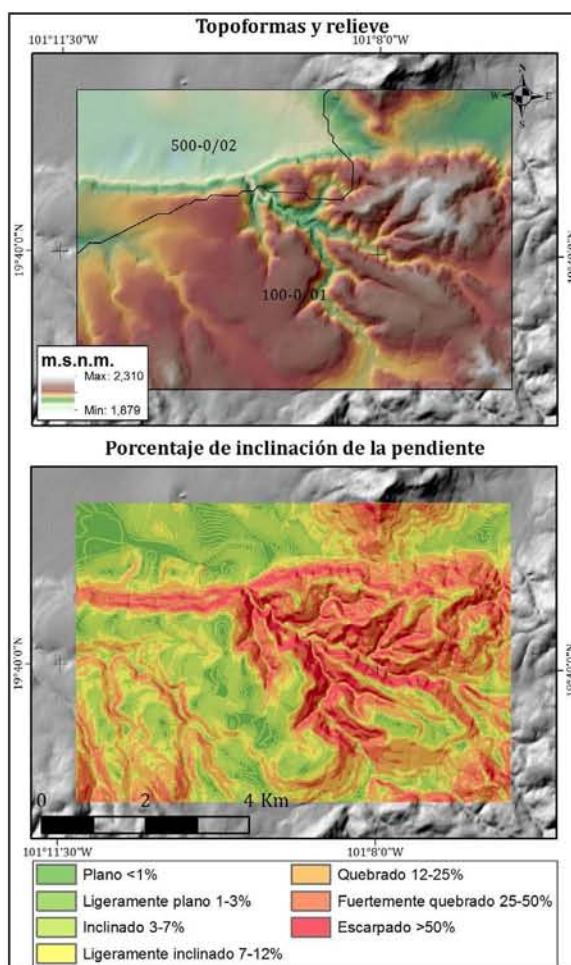 Topoformas y relieve
101°11'30"W
101°8'0"W
N
W
E
S
500-0/02
19°40'0"N
19°40'0"N
100-0/01
m.s.n.m.
Max: 2,310
Min: 1,879
Porcentaje de inclinación de la pendiente
19°40'0"N
19°40'0"N
0
2
4 Km
101°11'30"W
101°8'0"W
Plano <1%
Quebrado 12-25%
Ligeramente plano 1-3%
Fuertemente quebrado 25-50%
Inclinado 3-7%
Escarpado >50%
Ligeramente inclinado 7-12%